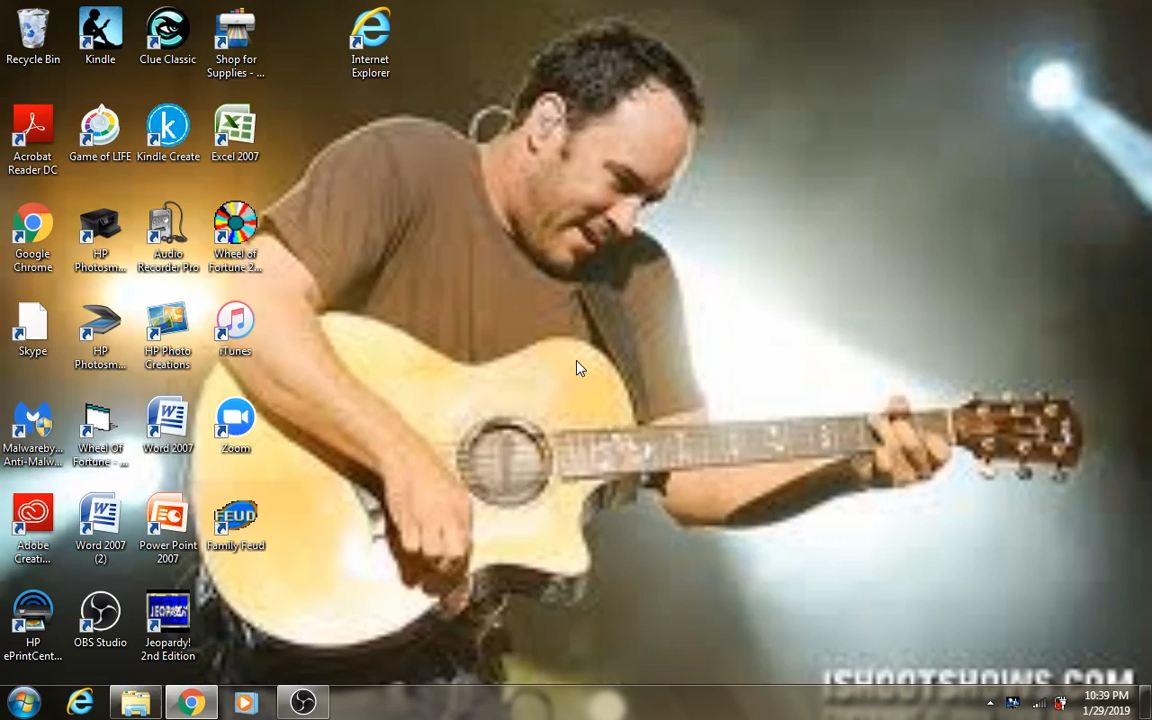 Recycle Bin
Kindle
Clue Classic
Shop for
Supplies - ...
Internet
Explorer
Acrobat
Reader DC
Game of LIFE
Kindle Create
Excel 2007
Google
Chrome
HP
Photosm...
Audio
Recorder Pro
Wheel of
Fortune 2...
Skype
HP
Photosm...
HP Photo
Creations
iTunes
Malwareby...
Anti-Malw...
Wheel Of
Fortune - ...
Word 2007
Zoom
Adobe
Creati...
Word 2007
(2)
Power Point
2007
FEUD
Family Feud
HP
ePrintCent...
OBS Studio
JEOPARDY!
Jeopardy!
2nd Edition
ISHOOTSHOWS.COM
10:39 PM
1/29/2019